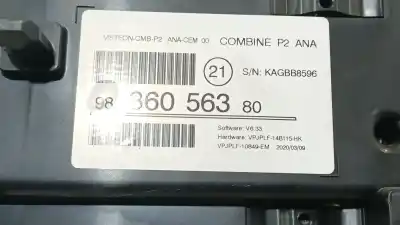 VISTEON-CMB-P2 ANA-CEM 00 COMBINE P2 ANA
21 S/N: KAGBB8596
98 360 563 80
Software: V6.33
Hardware: VPJPLF-14B115-HK
VPJPLF-10849-EM 2020/03/09